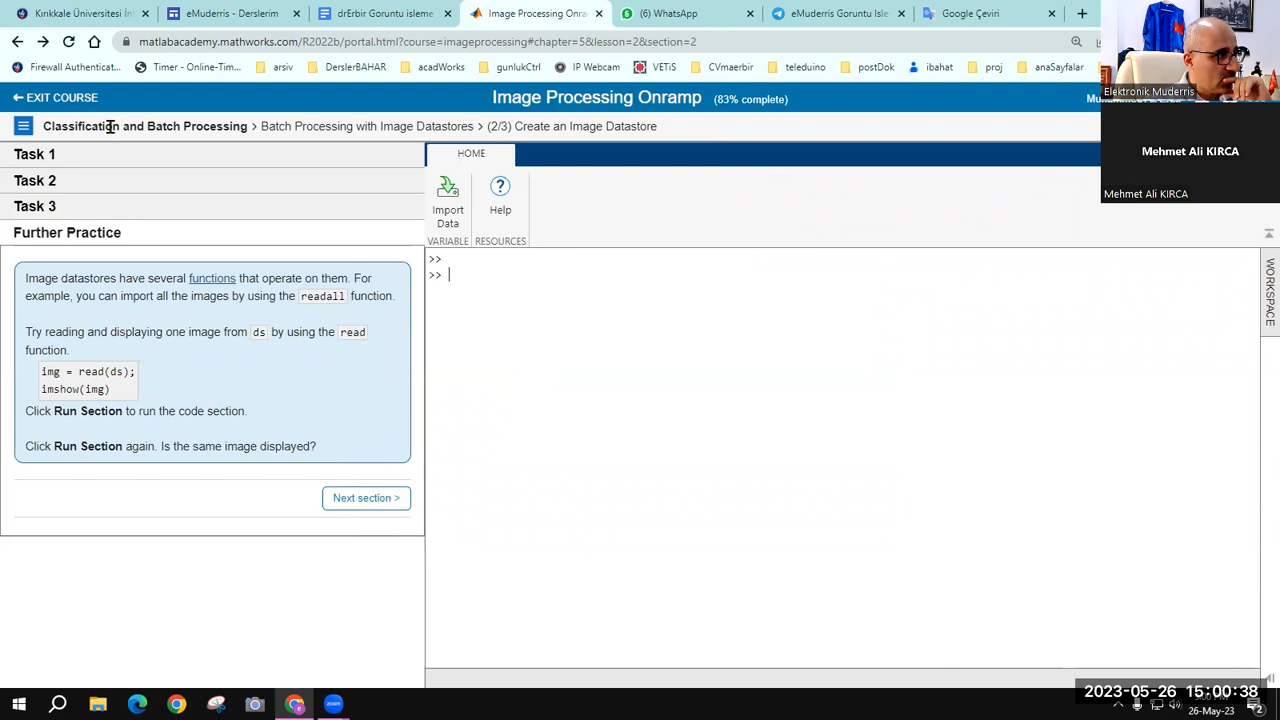 Kırıkkale Üniversitesi İnt
eMuderris - Derslerim
drErbir Goruntu isleme
Image Processing Onra
(6) WhatsApp
eMuderris Goruntu Isle
Google Çeviri
matlabacademy.mathworks.com/R2022b/portal.html?course=imageprocessing#chapter=5&lesson=2&section=2
Firewall Authenticat...
Timer - Online-Tim...
arsiv
DerslerBAHAR
acadWorks
gunlukCtrl
IP Webcam
VETiS
CVmaerbir
teleduino
postDok
ibahat
proj
anaSayfalar
Elektronik Muderris
EXIT COURSE
Image Processing Onramp (83% complete)
Classification and Batch Processing > Batch Processing with Image Datastores > (2/3) Create an Image Datastore
Mehmet Ali KIRCA
Mehmet Ali KIRCA
Task 1
Task 2
Task 3
Further Practice
Image datastores have several functions that operate on them. For
example, you can import all the images by using the readall function.
Try reading and displaying one image from ds by using the read
function.
img = read(ds);
imshow(img)
Click Run Section to run the code section.
Click Run Section again. Is the same image displayed?
Next section >
HOME
Import
Data
Help
VARIABLE
RESOURCES
>>
>>
WORKSPACE
2023-05-26 15:00:38
26-May-23
2